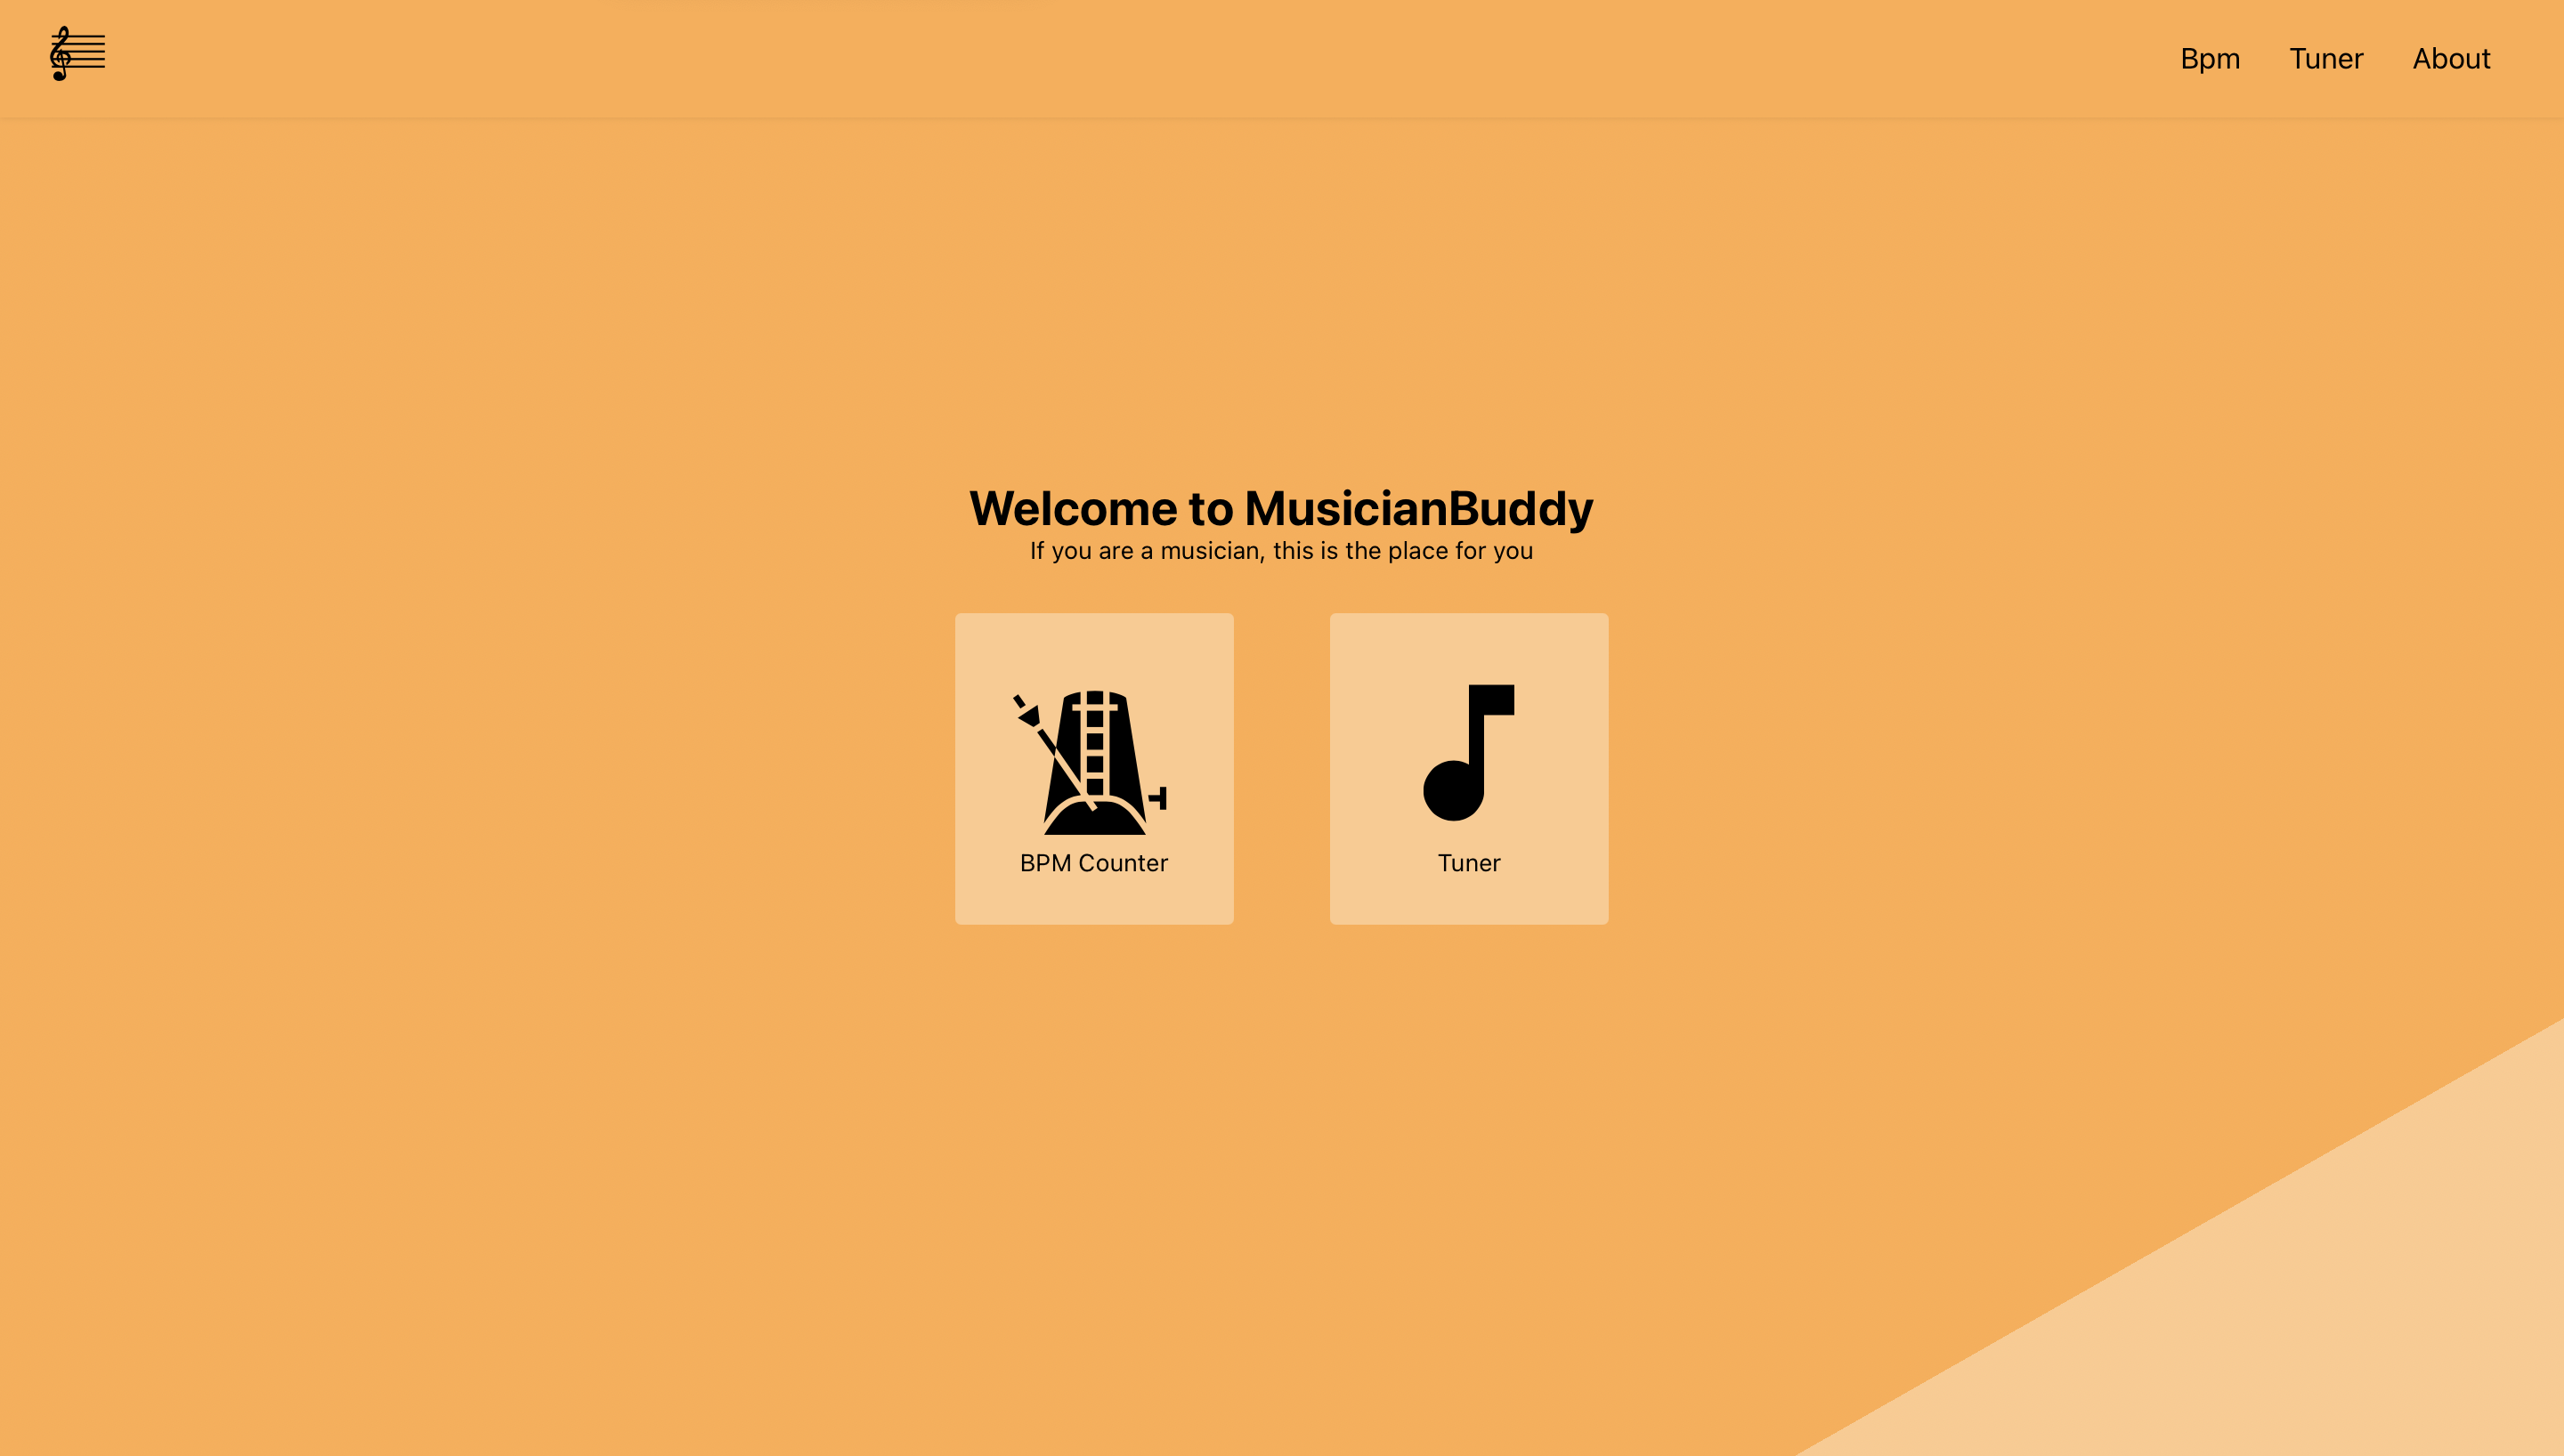 Bpm Tuner About
Welcome to MusicianBuddy
If you are a musician, this is the place for you
BPM Counter
Tuner